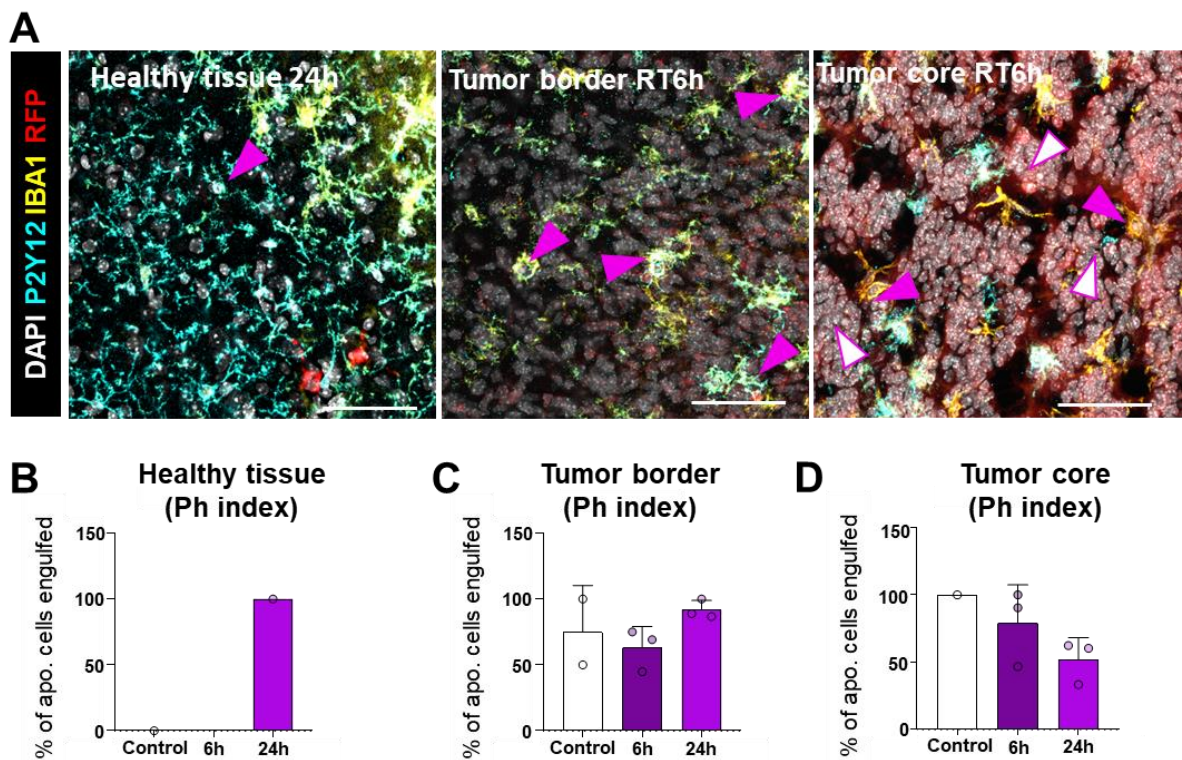 A
DAPI P2Y12 IBA1 RFP
Healthy tissue 24h
Tumor border RT6h
Tumor core RT6h
B
Healthy tissue
(Ph index)
% of apo. cells engulfed
150
100
50
0
Control
6h
24h
C
Tumor border
(Ph index)
% of apo. cells engulfed
150
100
50
0
Control
6h
24h
D
Tumor core
(Ph index)
% of apo. cells engulfed
150
100
50
0
Control
6h
24h